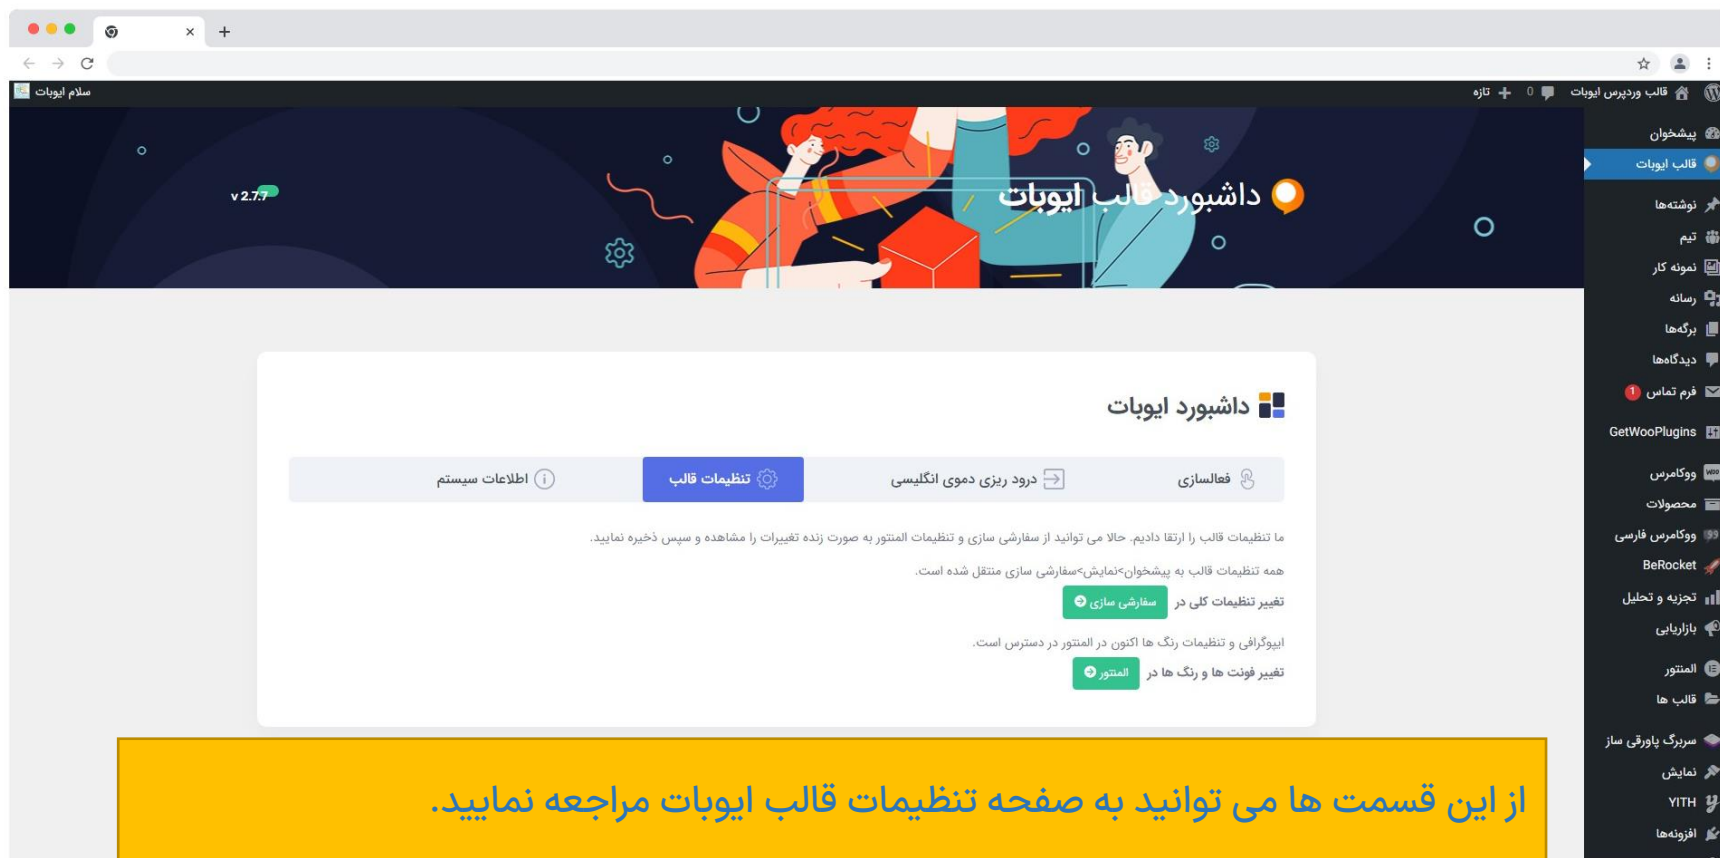 قالب وردپرس ایوبات 0 تازه
سلام ایوبات
داشبورد قالب ایوبات
v 2.7.7
پیشخوان
قالب ایوبات
نوشته‌ها
تیم
نمونه کار
رسانه
برگه‌ها
دیدگاه‌ها
فرم تماس 1
GetWooPlugins
ووکامرس
محصولات
ووکامرس فارسی
BeRocket
تجزیه و تحلیل
بازاریابی
المنتور
قالب ها
سربرگ پاورقی ساز
نمایش
YITH
افزونه‌ها
داشبورد ایوبات
فعالسازی
درود ریزی دموی انگلیسی
تنظیمات قالب
اطلاعات سیستم
ما تنظیمات قالب را ارتقا دادیم. حالا می توانید از سفارشی سازی و تنظیمات المنتور به صورت زنده تغییرات را مشاهده و سپس ذخیره نمایید.
همه تنظیمات قالب به پیشخوان>نمایش>سفارشی سازی منتقل شده است.
تغییر تنظیمات کلی در سفارشی سازی
ایپوگرافی و تنظیمات رنگ ها اکنون در المنتور در دسترس است.
تغییر فونت ها و رنگ ها در المنتور
از این قسمت ها می توانید به صفحه تنظیمات قالب ایوبات مراجعه نمایید.